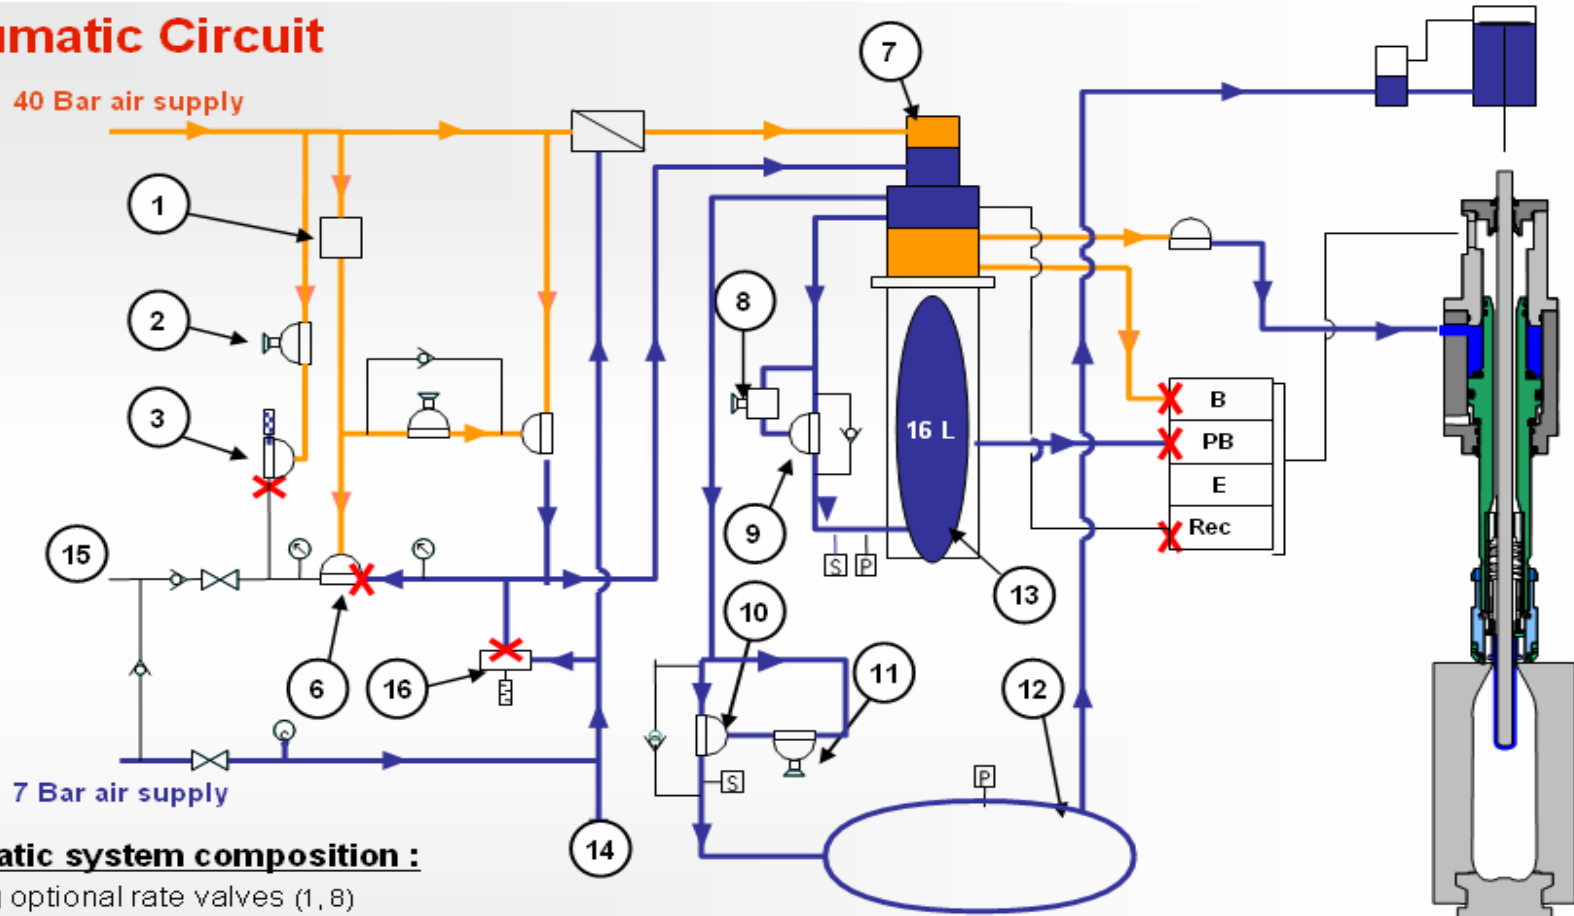 umatic Circuit
40 Bar air supply
7
1
2
3
8
16 L
B
PB
E
Rec
9
15
S P
13
10
6
16
11
12
S
P
7 Bar air supply
14
atic system composition :
optional rate valves (1, 8)